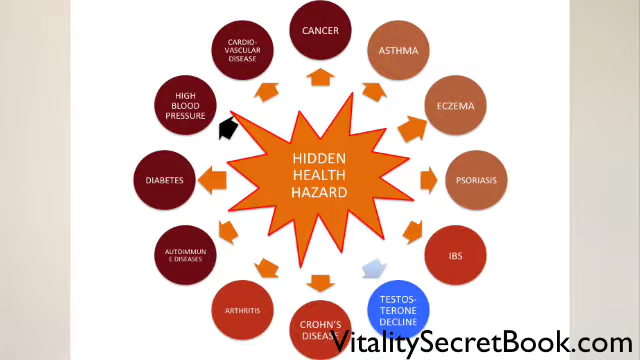 CANCER
ASTHMA
ECZEMA
PSORIASIS
IBS
TESTOS-
TERONE
DECLINE
CROHN'S
DISEASE
ARTHRITIS
AUTOIMMUN
E DISEASES
DIABETES
HIGH
BLOOD
PRESSURE
CARDIO-
VASCULAR
DISEASE
HIDDEN
HEALTH
HAZARD
VitalitySecretBook.com